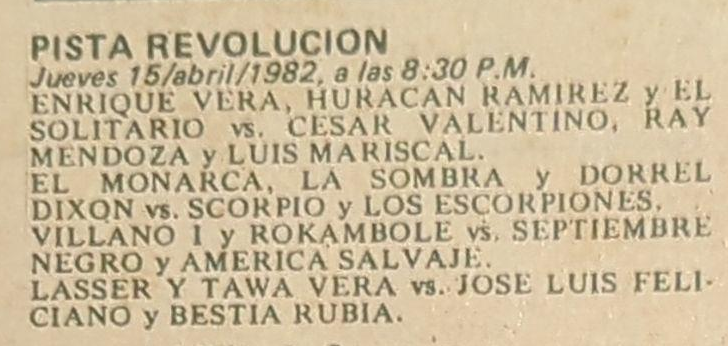 PISTA REVOLUCION
Jueves 15/abril/1982, a las 8:30 P.M.
ENRIQUE VERA, HURACAN RAMIREZ y EL
SOLITARIO vs. CESAR VALENTINO, RAY
MENDOZA y LUIS MARISCAL.
EL MONARCA, LA SOMBRA y DORREL
DIXON vs. SCORPIO y LOS ESCORPIONES.
VILLANO I y ROKAMBOLE vs. SEPTIEMBRE
NEGRO y AMERICA SALVAJE.
LASSER Y TAWA VERA vs. JOSE LUIS FELI-
CIANO y BESTIA RUBIA.